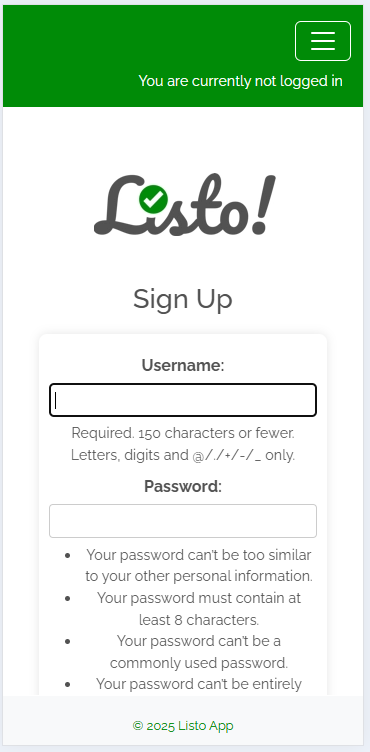 You are currently not logged in
Listo!
Sign Up
Username:
Required. 150 characters or fewer.
Letters, digits and @/./+/-/_ only.
Password:
Your password can't be too similar
to your other personal information.
Your password must contain at
least 8 characters.
Your password can't be a
commonly used password.
Your password can't be entirely
© 2025 Listo App